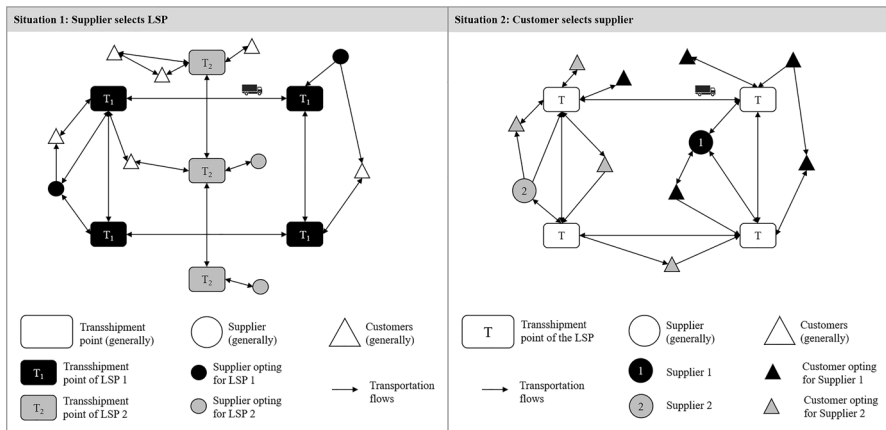 Situation 1: Supplier selects LSP
T2
T1
T1
T2
T1
T1
T2
Transshipment
point (generally)
Supplier
(generally)
Customers
(generally)
T1
Transshipment
point of LSP 1
Supplier opting
for LSP 1
T2
Transshipment
point of LSP 2
Supplier opting
for LSP 2
Transportation
flows
Situation 2: Customer selects supplier
T
T
1
2
T
T
T
Transshipment
point of the LSP
Supplier
(generally)
Customers
(generally)
1
Supplier 1
Customer opting
for Supplier 1
Transportation
flows
2
Supplier 2
Customer opting
for Supplier 2